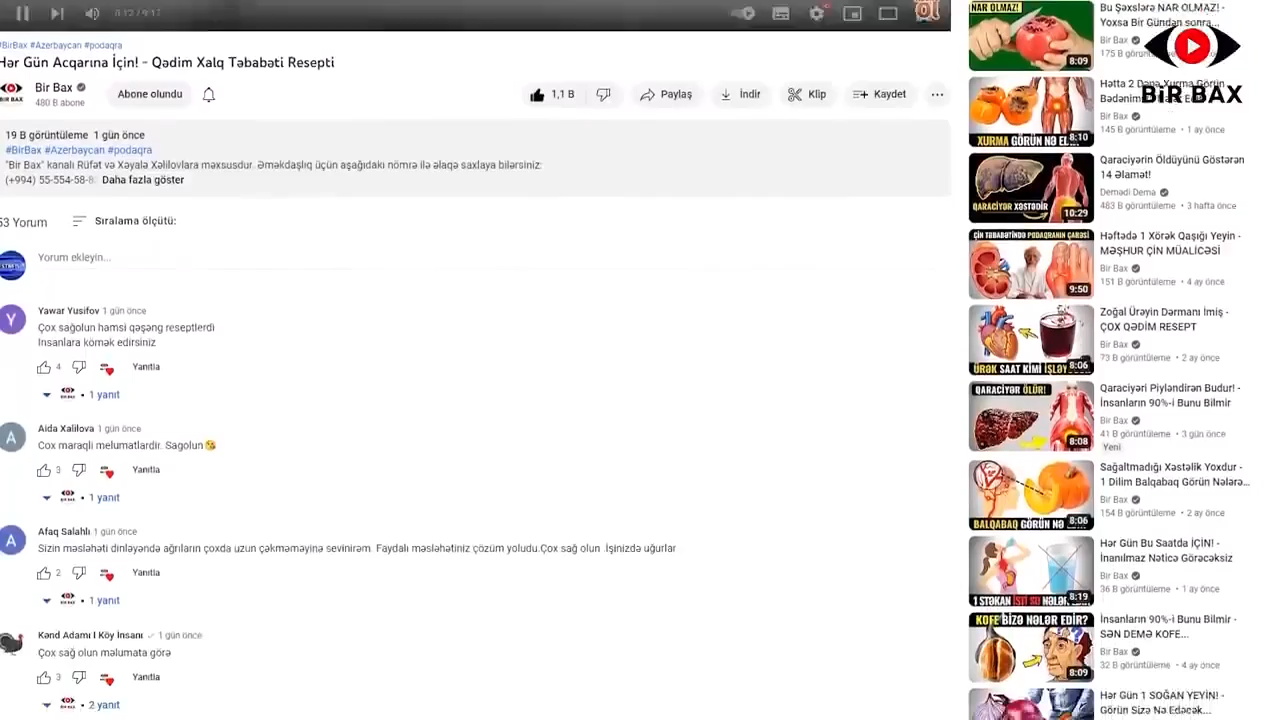 #BirBax #Azerbaycan #podaqra
Hər Gün Acqarına İçin! - Qədim Xalq Təbabəti Resepti
Bir Bax
480 B abone
Abone olundu
1,1 B
Paylaş
İndir
Klip
Kaydet
19 B görüntüleme 1 gün önce
#BirBax #Azerbaycan #podaqra
"Bir Bax" kanalı Rüfət və Xəyalə Xəlilovlara məxsusdur. Əməkdaşlıq üçün aşağıdakı nömrə ilə əlaqə saxlaya bilərsiniz:
(+994) 55-554-58-8 Daha fazla göster
53 Yorum
Sıralama ölçütü:
Yorum ekleyin...
Yawar Yusifov 1 gün önce
Çox sağolun hamsi qəşəng reseptlerdi
Insanlara kömək edirsiniz
4
Yanıtla
1 yanıt
Aida Xalilova 1 gün önce
Cox maraqli melumatlardir. Sagolun😘
3
Yanıtla
1 yanıt
Afaq Salahlı 1 gün önce
Sizin məsləhəti dinləyəndə ağrıların çoxda uzun çəkməməyinə sevinirəm. Faydalı məsləhətiniz çözüm yoludu.Çox sağ olun .İşinizdə uğurlar
2
Yanıtla
1 yanıt
Kənd Adamı I Köy İnsanı 1 gün önce
Çox sağ olun məlumata görə
3
Yanıtla
2 yanıt
NAR OLMAZ!
8:09
Bu Şəxslərə NAR OLMAZ! -
Yoxsa Bir Gündən sonra...
Bir Bax
BiR BAX
XURMA GÖRÜN NƏ
8:10
Hətta 2 Dənə Xurma Görün
Bir Bax
145 B görüntüleme • 1 ay önce
QARACİYƏR XƏSTƏDİR
10:29
Qaraciyərin Öldüyünü Göstərən
14 Əlamət!
Demədi Demə
483 B görüntüleme • 3 hafta önce
ÇİN TƏBABƏTİNDƏ PODAQRANIN ÇARƏSİ
9:50
Həftədə 1 Xörək Qaşığı Yeyin -
MƏŞHUR ÇİN MÜALİCƏSİ
Bir Bax
151 B görüntüleme • 4 ay önce
ÜRƏK SAAT KİMİ
8:06
Zoğal Ürəyin Dərmanı İmiş -
ÇOX QƏDİM RESEPT
Bir Bax
73 B görüntüleme • 2 ay önce
QARACİYƏR ÖLÜR!
8:08
Qaraciyəri Piyləndirən Budur! -
İnsanların 90%-i Bunu Bilmir
Bir Bax
41 B görüntüleme • 3 gün önce
Yeni
BALQABAQ GÖRÜN NƏ
8:06
Sağaltmadığı Xəstəlik Yoxdur -
1 Dilim Balqabaq Görün Nələrə...
Bir Bax
154 B görüntüleme • 2 ay önce
1 STƏKAN İSTİ SU
8:19
Hər Gün Bu Saatda İÇİN! -
İnanılmaz Nəticə Görəcəksiz
Bir Bax
36 B görüntüleme • 1 ay önce
KOFE BİZƏ NƏLƏR EDİR?
8:09
İnsanların 90%-i Bunu Bilmir -
SƏN DEMƏ KOFE...
Bir Bax
32 B görüntüleme • 4 ay önce
Hər Gün 1 SOĞAN YEYİN! -
Görün Sizə Nə Edəcək...